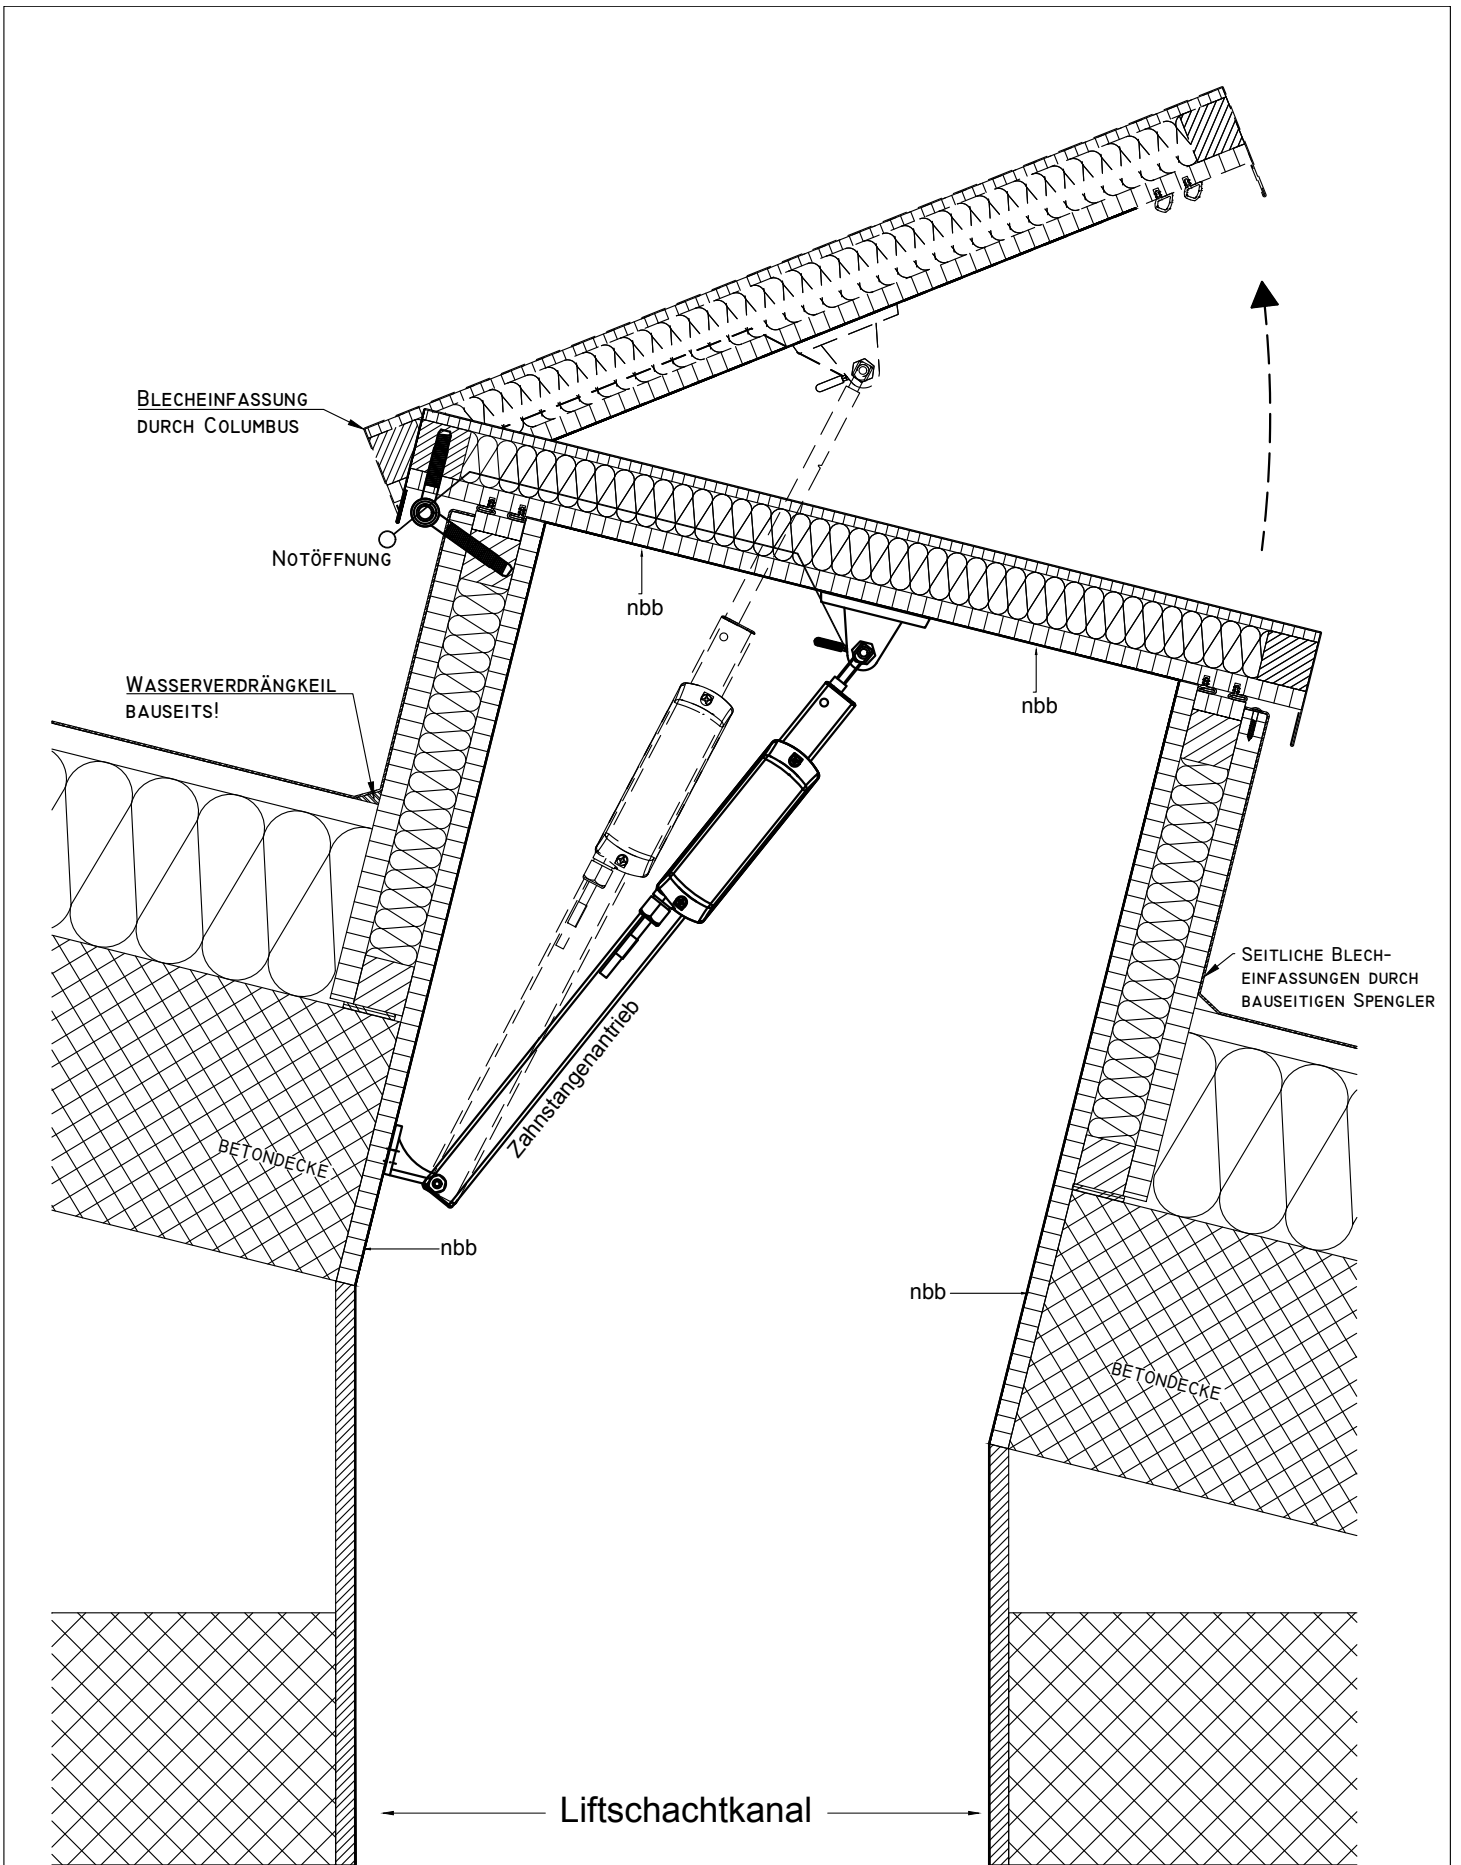 BLECHEINFASSUNG
DURCH COLUMBUS
NOTÖFFNUNG
nbb
WASSERVERDRÄNGKEIL
BAUSEITS!
nbb
SEITLICHE BLECH-
EINFASSUNGEN DURCH
BAUSEITIGEN SPENGLER
Zahnstangenantrieb
BETONDECKE
nbb
nbb
BETONDECKE
Liftschachtkanal